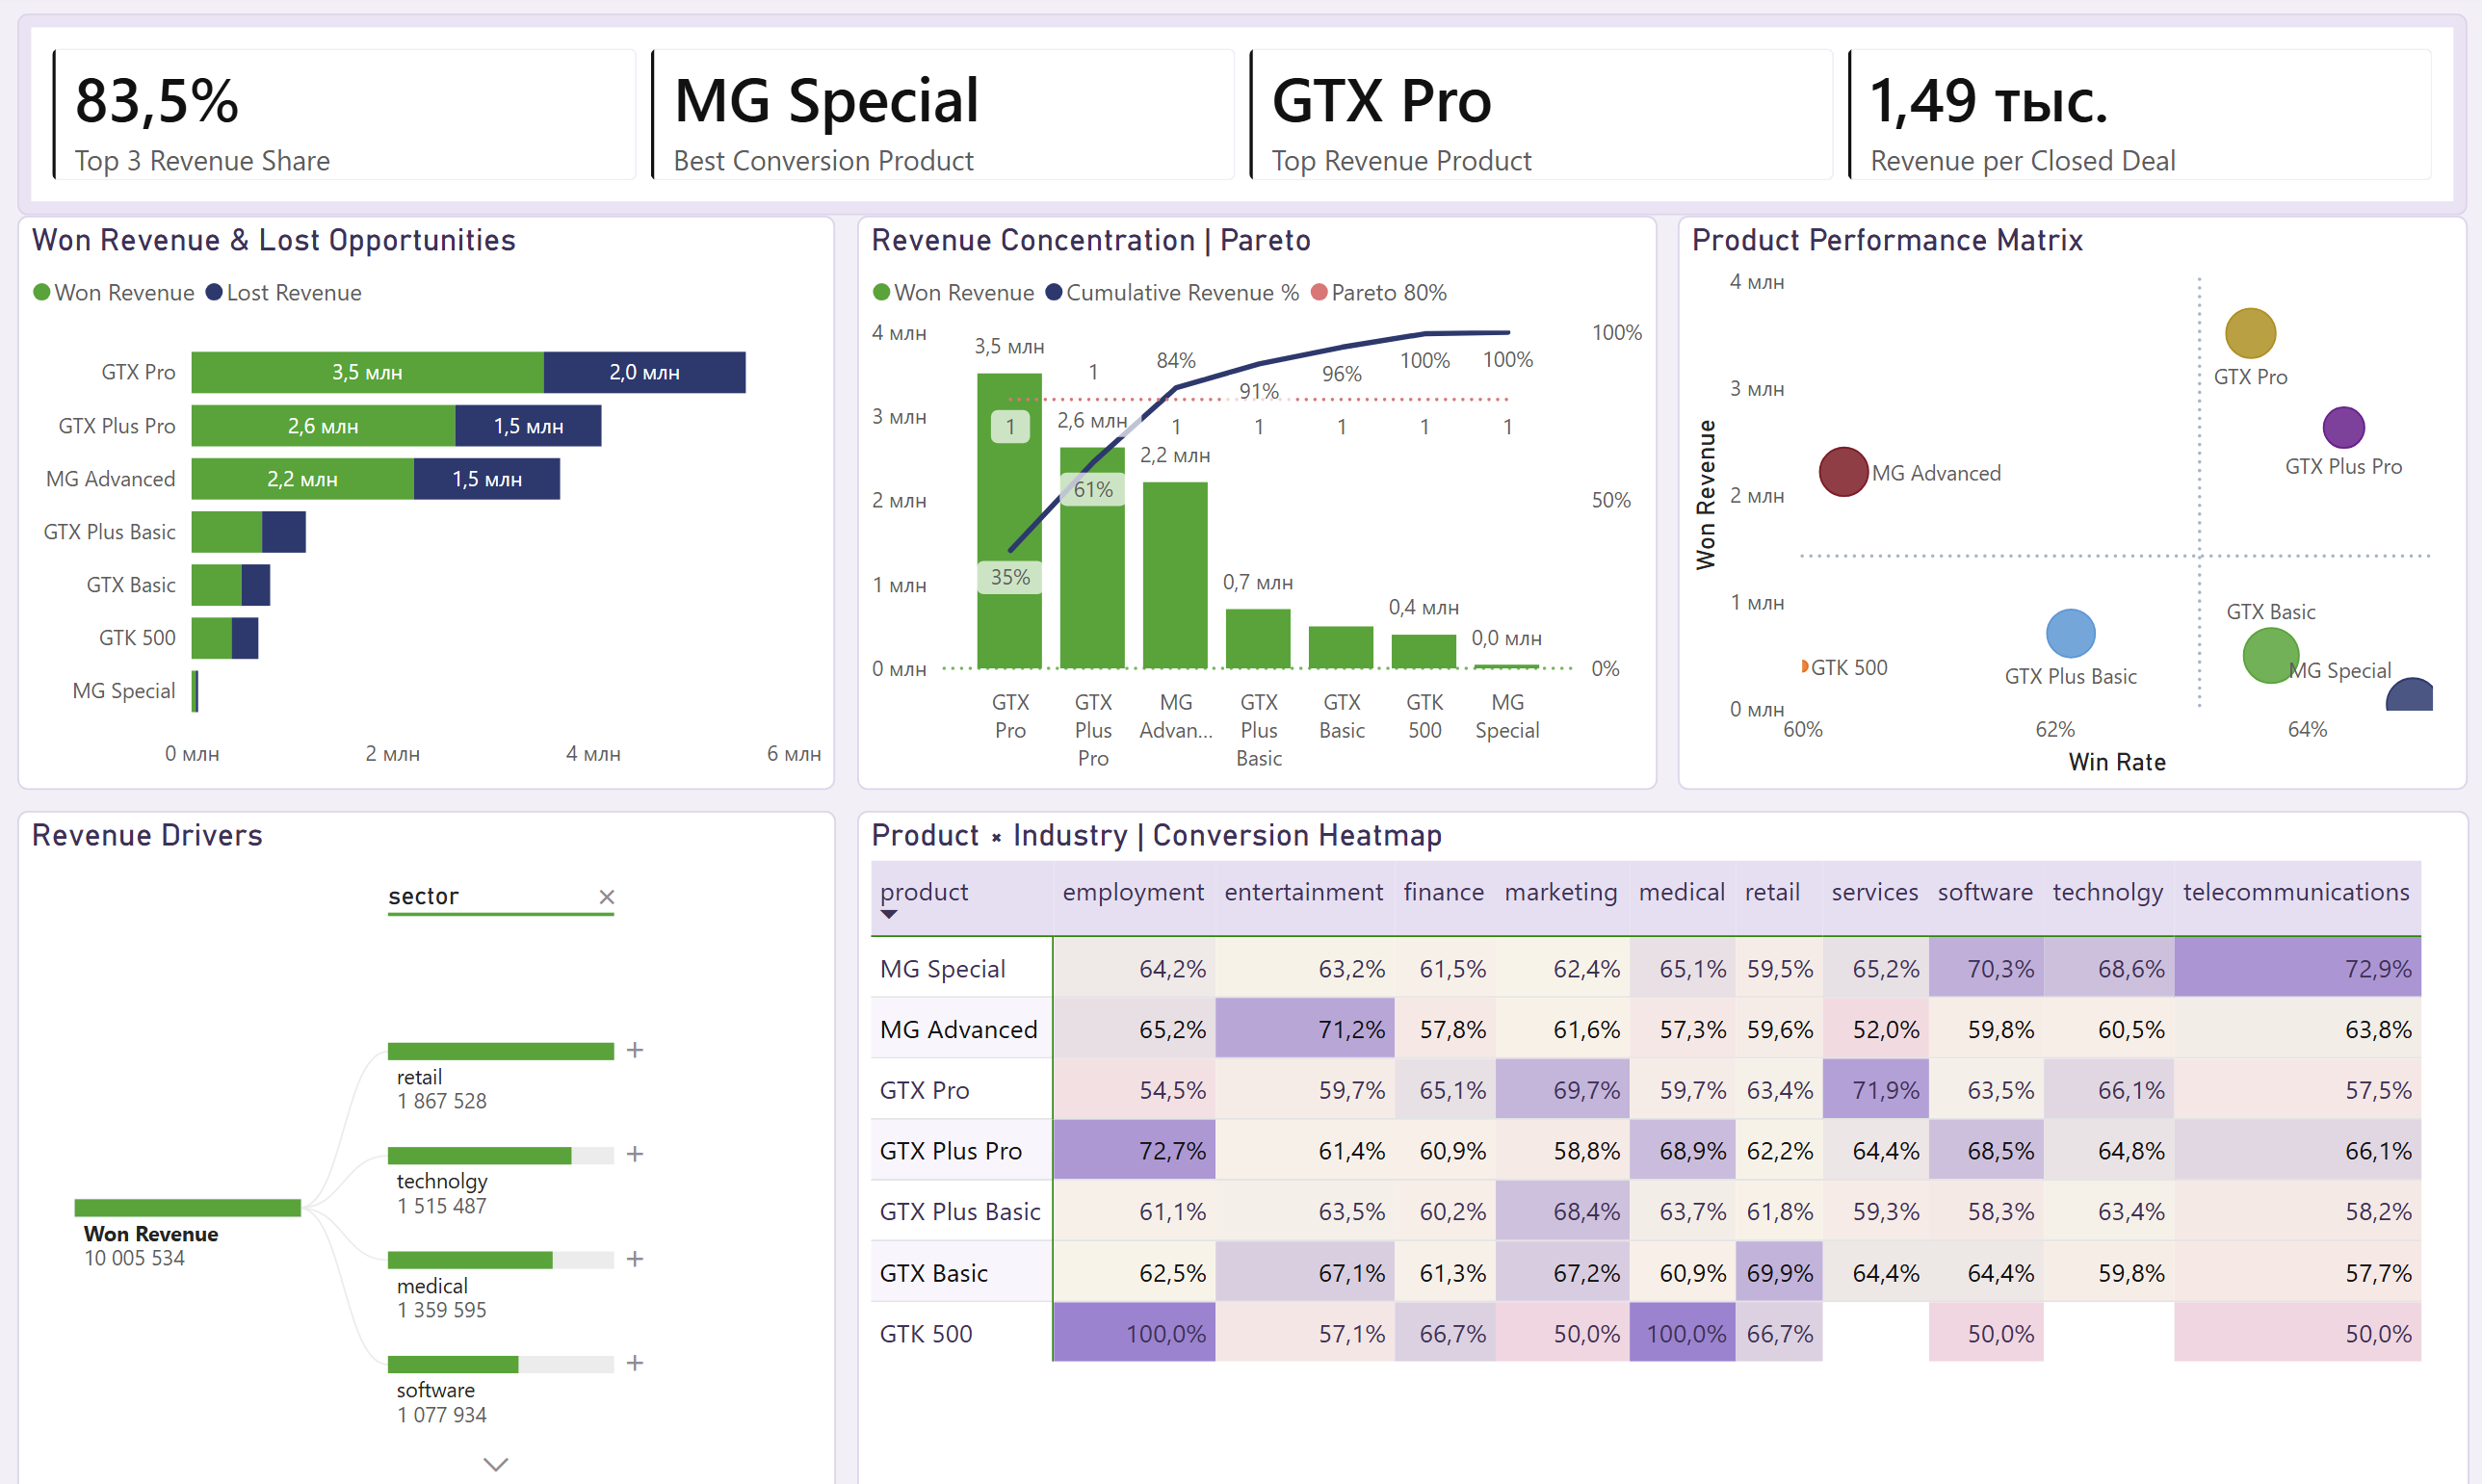 83,5%
Top 3 Revenue Share
MG Special
Best Conversion Product
GTX Pro
Top Revenue Product
1,49 тыс.
Revenue per Closed Deal
Won Revenue & Lost Opportunities
Won Revenue Lost Revenue
GTX Pro 3,5 млн 2,0 млн
GTX Plus Pro 2,6 млн 1,5 млн
MG Advanced 2,2 млн 1,5 млн
GTX Plus Basic
GTX Basic
GTK 500
MG Special
0 млн 2 млн 4 млн 6 млн
Revenue Concentration | Pareto
Won Revenue Cumulative Revenue % Pareto 80%
4 млн
3 млн
2 млн
1 млн
0 млн
3,5 млн
2,6 млн
2,2 млн
0,7 млн
0,4 млн
0,0 млн
1 1 1 1 1 1 1
35% 61% 84% 91% 96% 100% 100%
100%
50%
0%
GTX
Pro
GTX
Plus
Pro
MG
Advan...
GTX
Plus
Basic
GTX
Basic
GTK
500
MG
Special
Product Performance Matrix
Won Revenue
4 млн
3 млн
2 млн
1 млн
0 млн
GTX Pro
GTX Plus Pro
MG Advanced
GTX Basic
MG Special
GTK 500
GTX Plus Basic
60% 62% 64%
Win Rate
Revenue Drivers
sector
Won Revenue
10 005 534
retail
1 867 528
technolgy
1 515 487
medical
1 359 595
software
1 077 934
Product × Industry | Conversion Heatmap
product employment entertainment finance marketing medical retail services software technolgy telecommunications
MG Special 64,2% 63,2% 61,5% 62,4% 65,1% 59,5% 65,2% 70,3% 68,6% 72,9%
MG Advanced 65,2% 71,2% 57,8% 61,6% 57,3% 59,6% 52,0% 59,8% 60,5% 63,8%
GTX Pro 54,5% 59,7% 65,1% 69,7% 59,7% 63,4% 71,9% 63,5% 66,1% 57,5%
GTX Plus Pro 72,7% 61,4% 60,9% 58,8% 68,9% 62,2% 64,4% 68,5% 64,8% 66,1%
GTX Plus Basic 61,1% 63,5% 60,2% 68,4% 63,7% 61,8% 59,3% 58,3% 63,4% 58,2%
GTX Basic 62,5% 67,1% 61,3% 67,2% 60,9% 69,9% 64,4% 64,4% 59,8% 57,7%
GTK 500 100,0% 57,1% 66,7% 50,0% 100,0% 66,7% 50,0% 50,0%